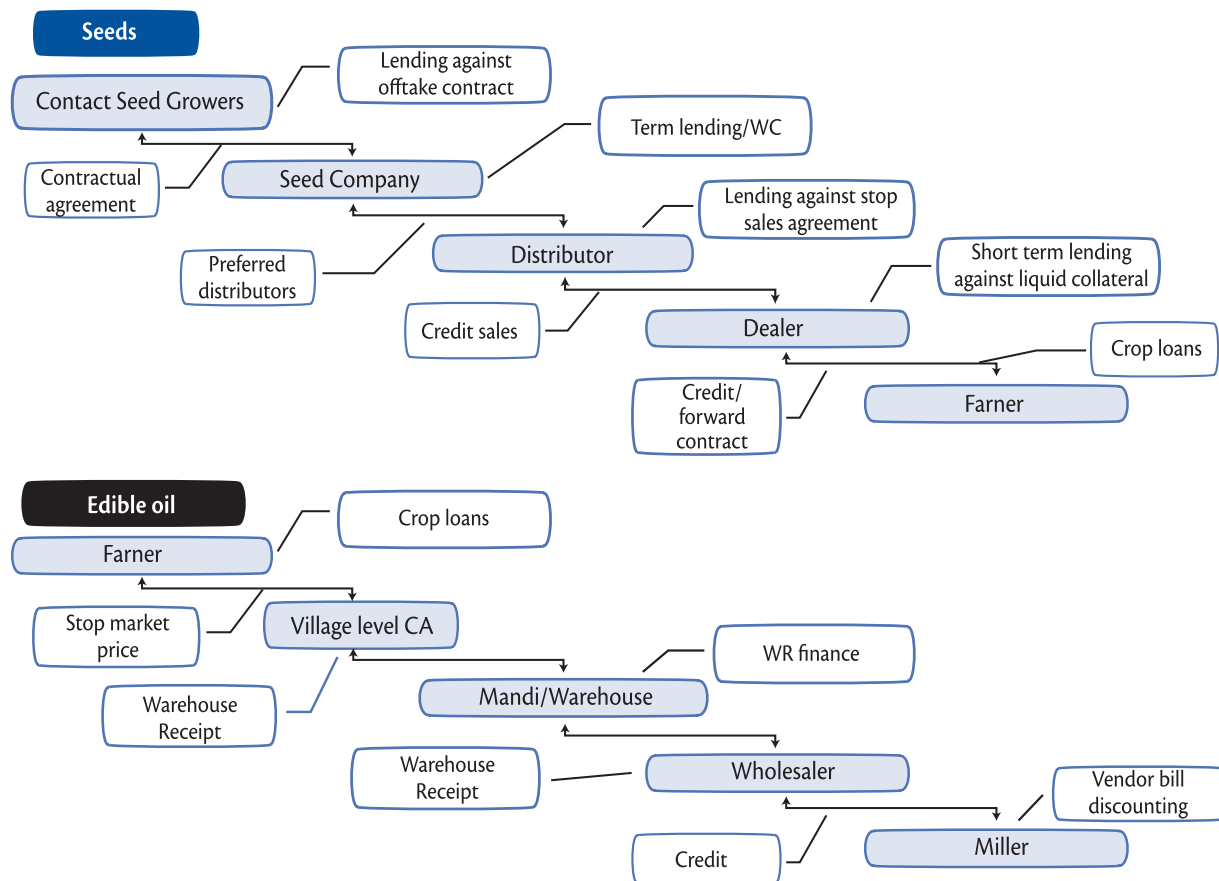 Seeds
Lending against
offtake contract
Contact Seed Growers
Term lending/WC
Contractual
agreement
Seed Company
Lending against stop
sales agreement
Preferred
distributors
Distributor
Short term lending
against liquid collateral
Credit sales
Dealer
Crop loans
Credit/
forward
contract
Farner
Edible oil
Crop loans
Farner
Stop market
price
Village level CA
WR finance
Warehouse
Receipt
Mandi/Warehouse
Warehouse
Receipt
Wholesaler
Vendor bill
discounting
Credit
Miller